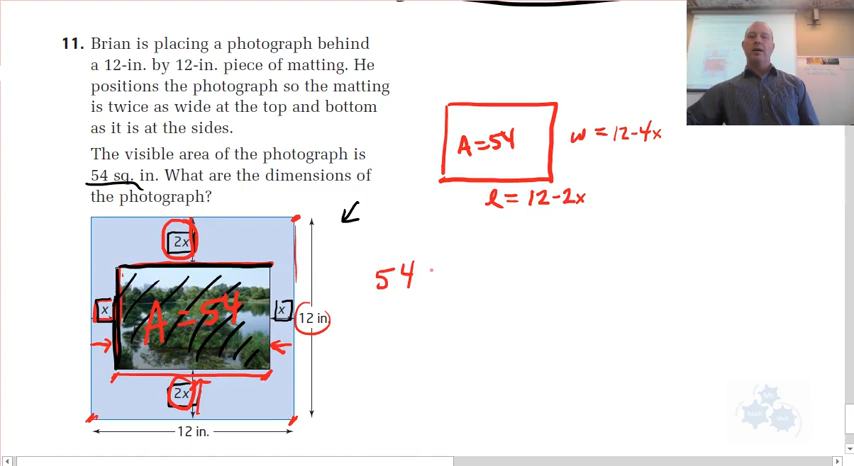 11. Brian is placing a photograph behind
a 12-in. by 12-in. piece of matting. He
positions the photograph so the matting
is twice as wide at the top and bottom
as it is at the sides.
The visible area of the photograph is
54 sq. in. What are the dimensions of
the photograph?
2x
x
A = 54
x
12 in.
2x
12 in.
A = 54
w = 12-4x
l = 12-2x
54